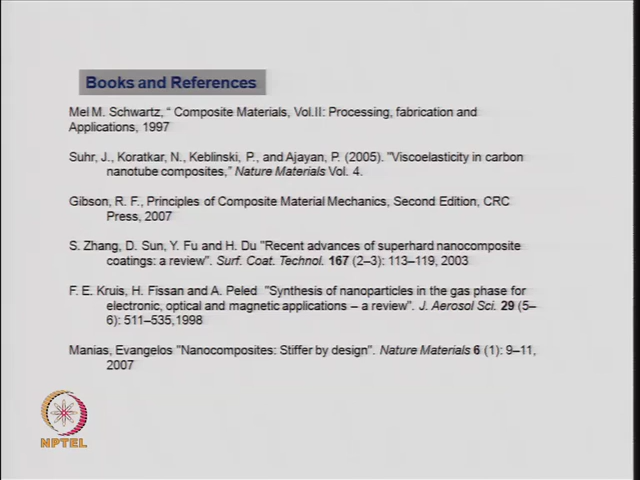 Books and References
Mel M. Schwartz, “ Composite Materials, Vol.II: Processing, fabrication and
Applications, 1997
Suhr, J., Koratkar, N., Keblinski, P., and Ajayan, P. (2005). "Viscoelasticity in carbon
nanotube composites,” Nature Materials Vol. 4.
Gibson, R. F., Principles of Composite Material Mechanics, Second Edition, CRC
Press, 2007
S. Zhang, D. Sun, Y. Fu and H. Du "Recent advances of superhard nanocomposite
coatings: a review". Surf. Coat. Technol. 167 (2–3): 113–119, 2003
F. E. Kruis, H. Fissan and A. Peled "Synthesis of nanoparticles in the gas phase for
electronic, optical and magnetic applications – a review". J. Aerosol Sci. 29 (5–
6): 511–535,1998
Manias, Evangelos "Nanocomposites: Stiffer by design". Nature Materials 6 (1): 9–11,
2007
NPTEL